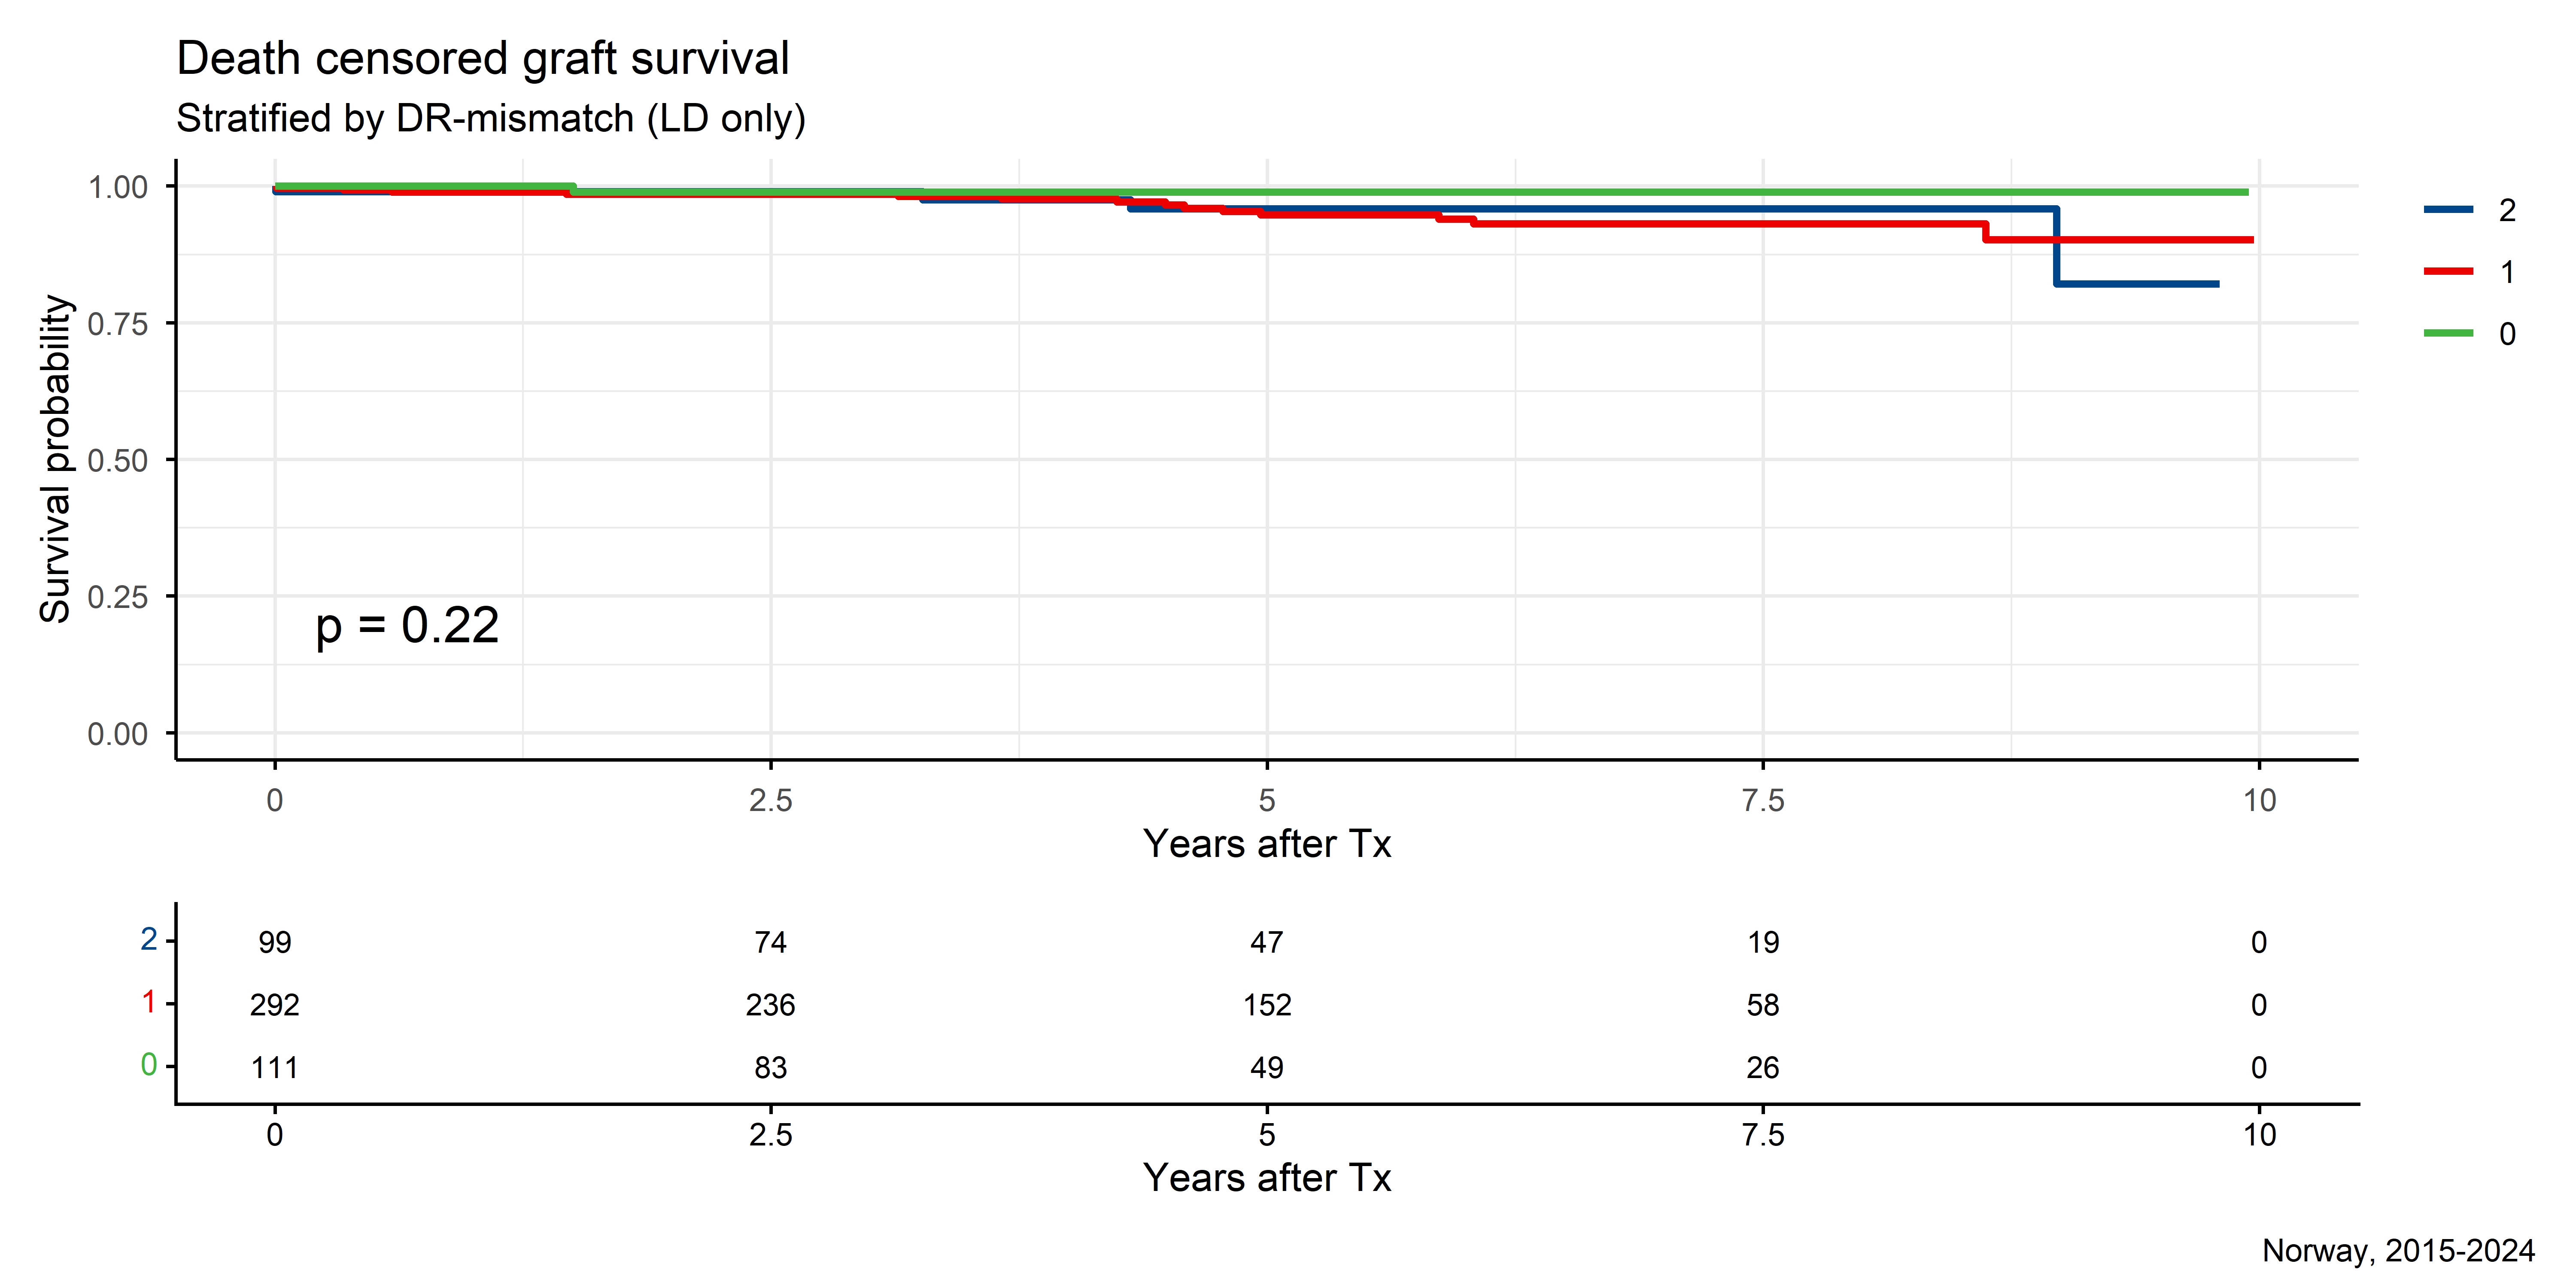 Death censored graft survival
Stratified by DR-mismatch (LD only)
Survival probability
1.00
0.75
0.50
0.25
0.00
p = 0.22
2
1
0
0 2.5 5 7.5 10
Years after Tx
2 99 74 47 19 0
1 292 236 152 58 0
0 111 83 49 26 0
0 2.5 5 7.5 10
Years after Tx
Norway, 2015-2024